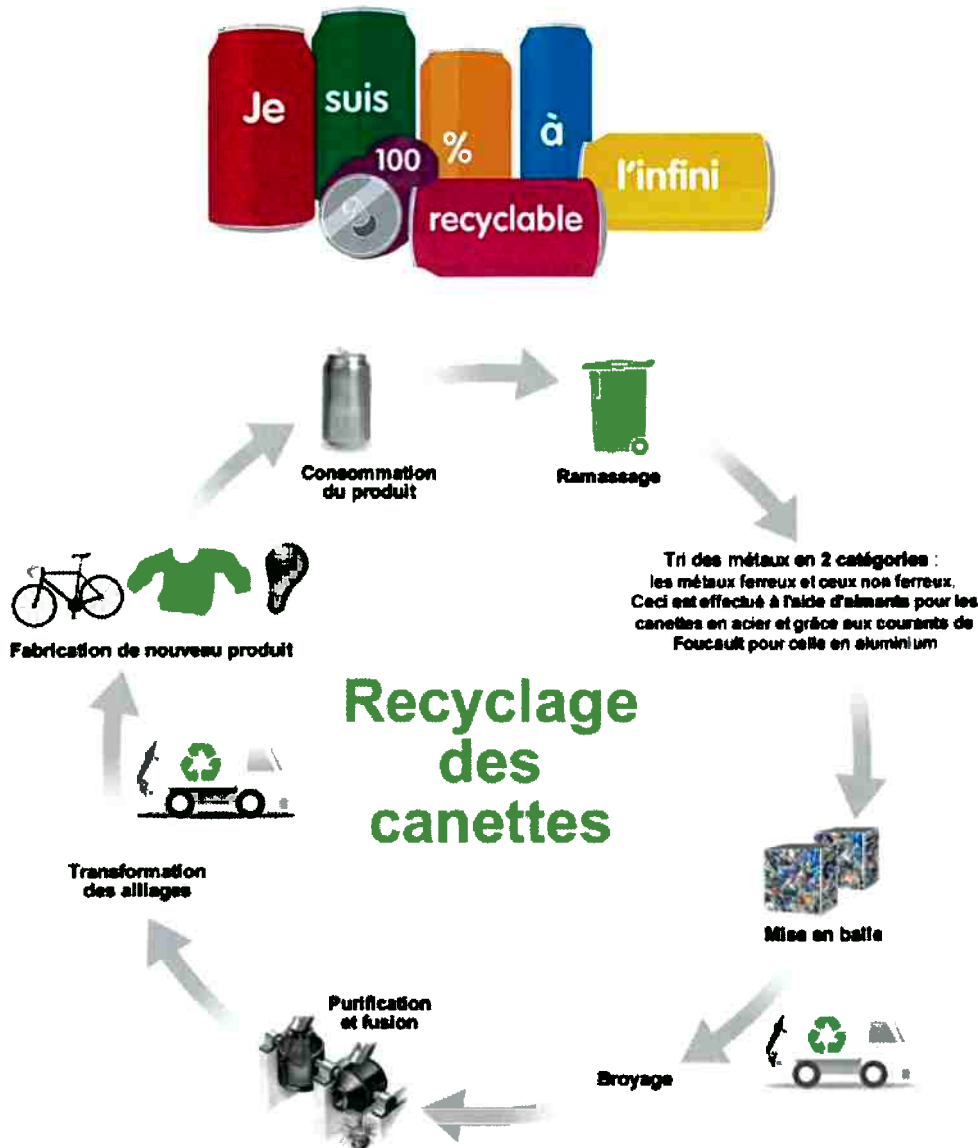 Je suis 100 % recyclable à l'infini
Consommation
du produit
Ramassage
Tri des métaux en 2 catégories :
les métaux ferreux et ceux non ferreux.
Ceci est effectué à l'aide d'aimants pour les
canettes en acier et grâce aux courants de
Foucault pour celle en aluminium
Fabrication de nouveau produit
Recyclage
des
canettes
Transformation
des alliages
Mise en balle
Purification
et fusion
Broyage